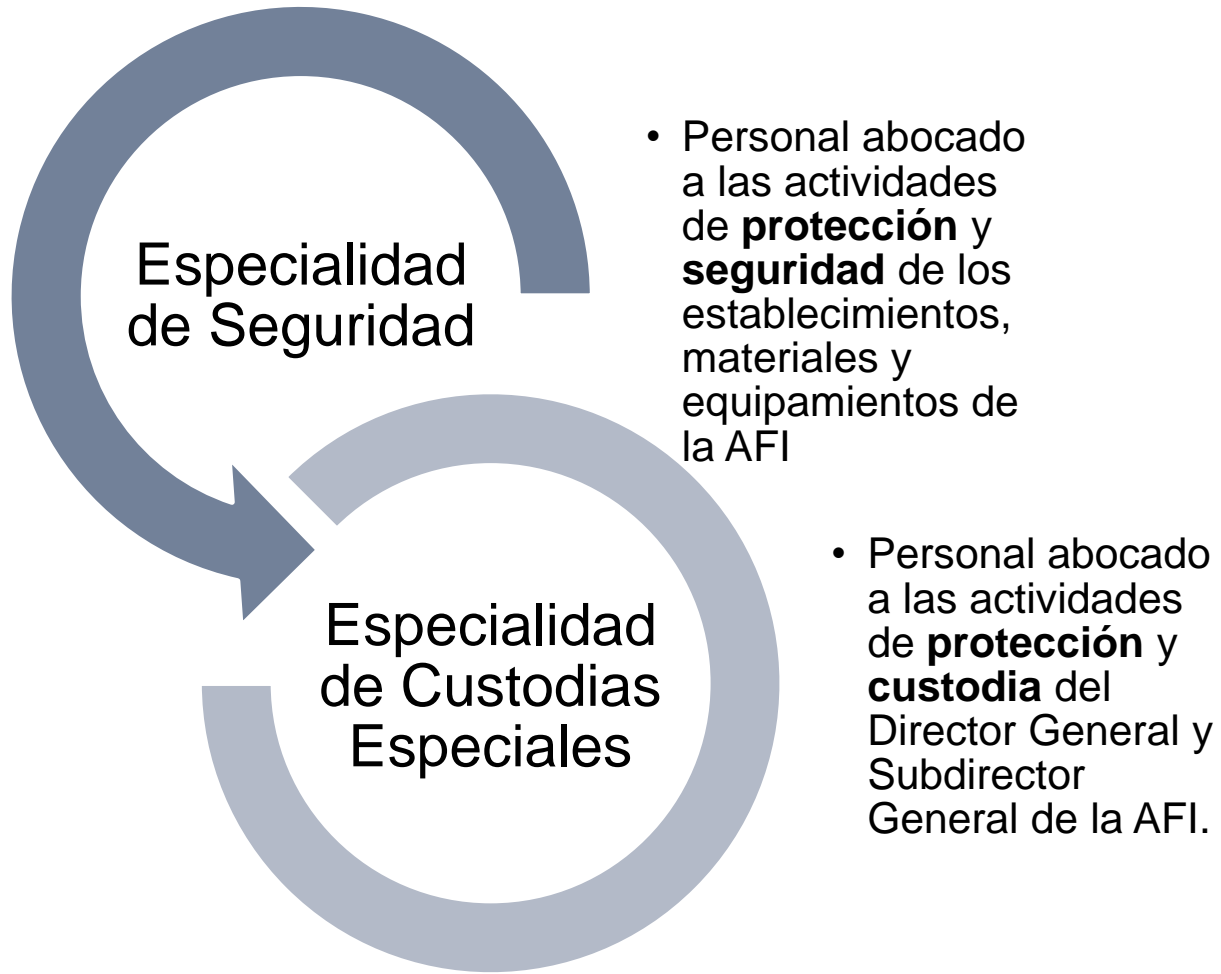 Especialidad
de Seguridad
• Personal abocado
a las actividades
de protección y
seguridad de los
establecimientos,
materiales y
equipamientos de
la AFI
Especialidad
de Custodias
Especiales
• Personal abocado
a las actividades
de protección y
custodia del
Director General y
Subdirector
General de la AFI.